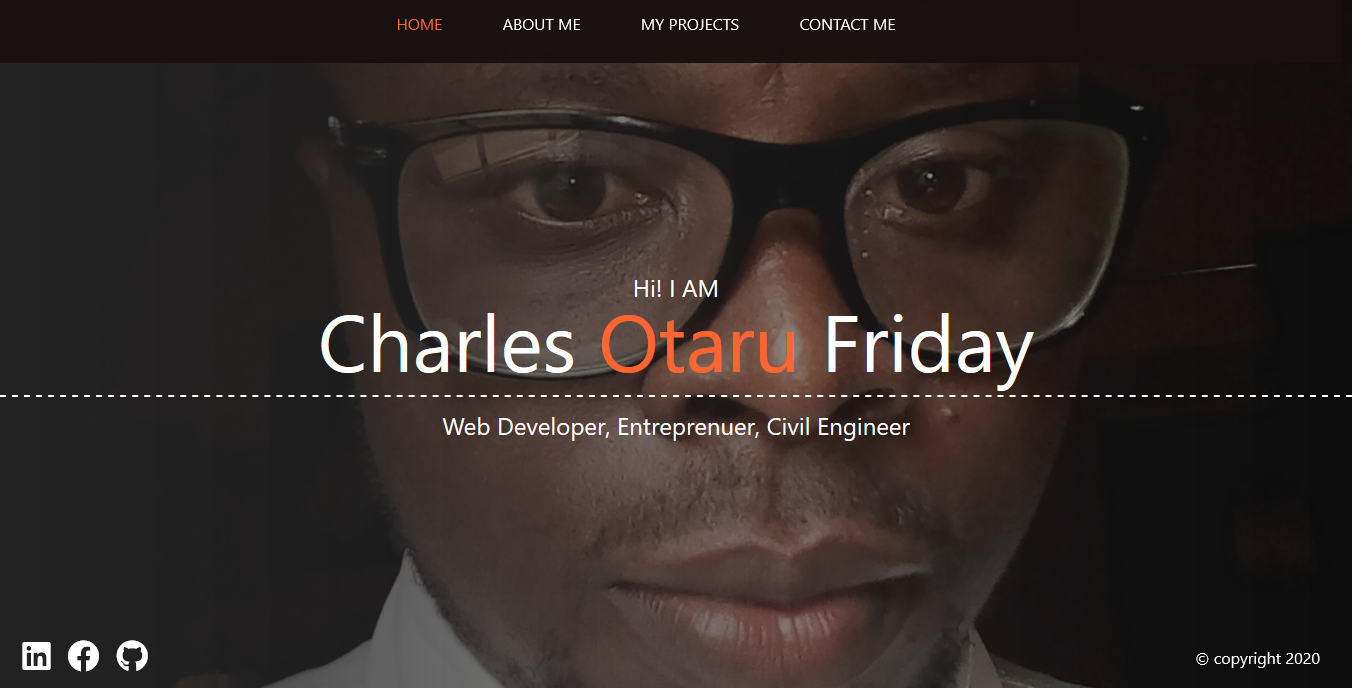 HOME ABOUT ME MY PROJECTS CONTACT ME
Hi! I AM
Charles Otaru Friday
Web Developer, Entreprenuer, Civil Engineer
© copyright 2020